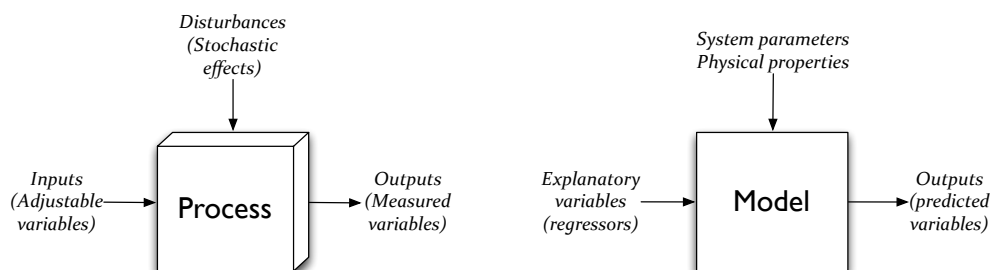 Disturbances
(Stochastic
effects)
Inputs
(Adjustable
variables)
Process
Outputs
(Measured
variables)
System parameters
Physical properties
Explanatory
variables
(regressors)
Model
Outputs
(predicted
variables)